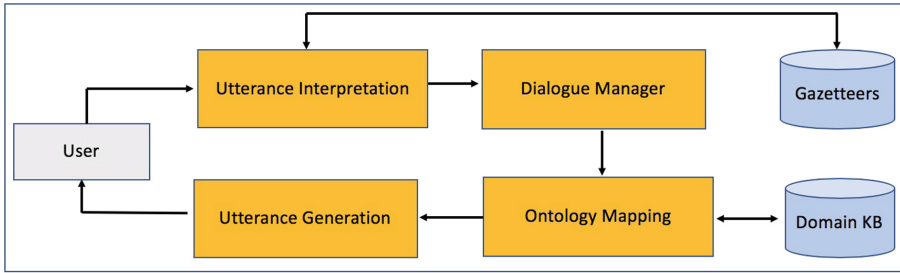 Utterance Interpretation
Dialogue Manager
Gazetteers
User
Utterance Generation
Ontology Mapping
Domain KB